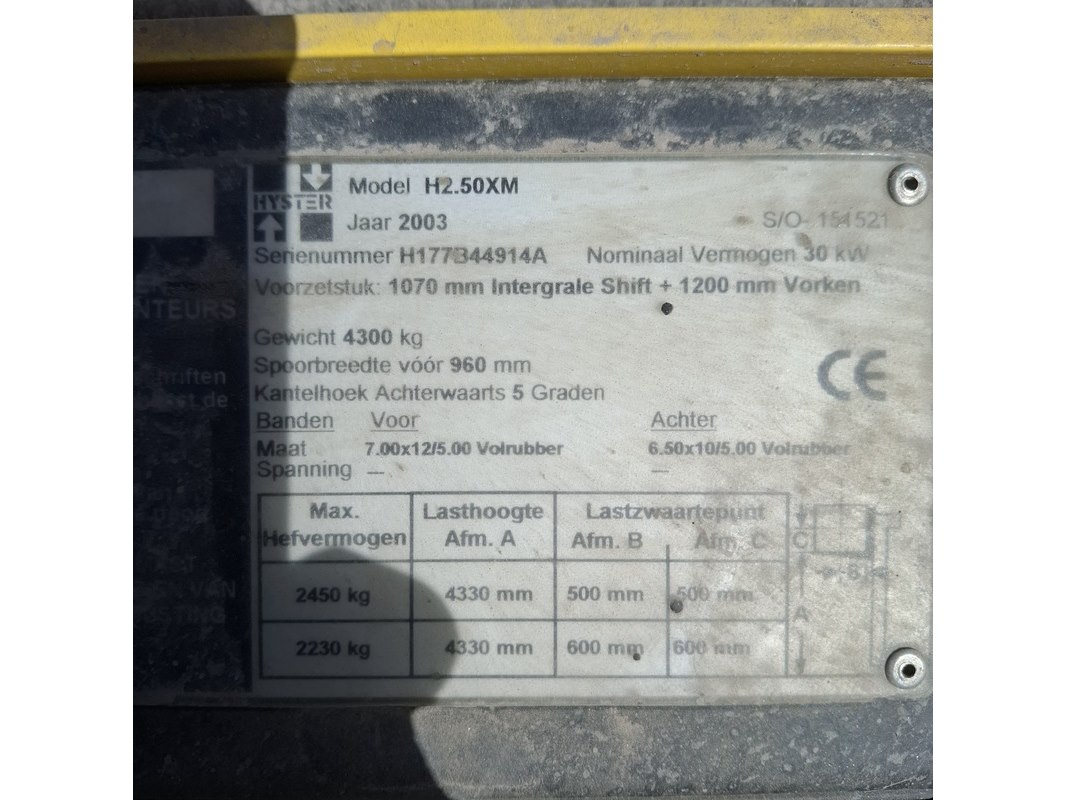 HYSTER
Model H2.50XM
Jaar 2003
S/O 151521
Serienummer H177B44914A Nominaal Vermogen 30 kW
Voorzetstuk: 1070 mm Intergrale Shift + 1200 mm Vorken
NTEURS
Gewicht 4300 kg
Spoorbreedte vóór 960 mm
Kantelhoek Achterwaarts 5 Graden
CE
Banden Voor Achter
Maat 7.00x12/5.00 Volrubber 6.50x10/5.00 Volrubber
Spanning — —
Max. Hefvermogen
Lasthoogte Afm. A
Lastzwaartepunt
Afm. B Afm. C
2450 kg 4330 mm 500 mm 500 mm
2230 kg 4330 mm 600 mm 600 mm
C
B
A
VAN